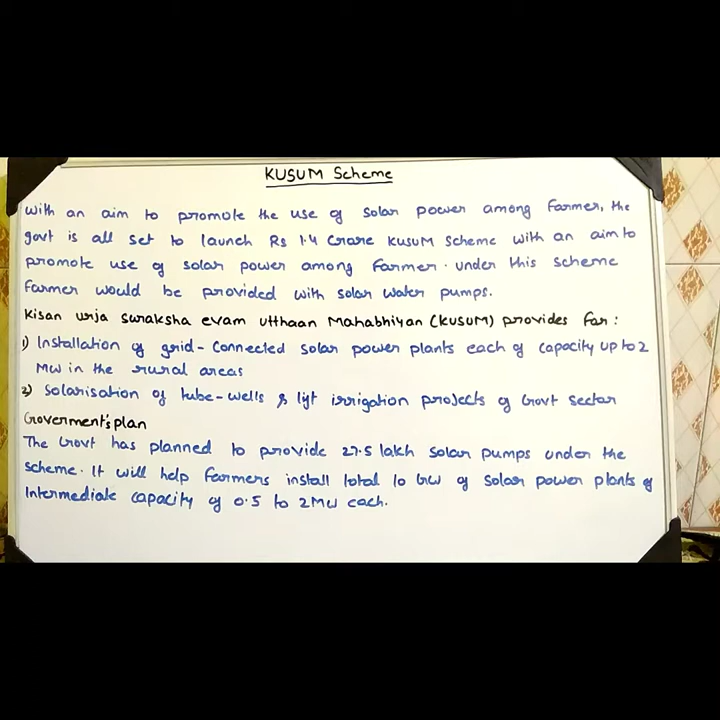 KUSUM Scheme
With an aim to promote the use of solar power among Farmer, the
govt is all set to launch Rs 1.4 Crore KUSUM Scheme with an aim to
promote use of solar power among Farmer. under this scheme
Farmer would be provided with solar water pumps.
Kisan urja suraksha evam utthaan Mahabhiyan (KUSUM) provides for:
1) Installation of grid-Connected solar power plants each of capacity up to 2
MW in the rural areas
2) Solarisation of tube-wells & lift irrigation projects of Govt sector
Goverment's plan
The Govt has planned to provide 27.5 lakh solar pumps under the
scheme. It will help Farmers install total 10 GW of Solar power plants of
Intermediate capacity of 0.5 to 2MW each.